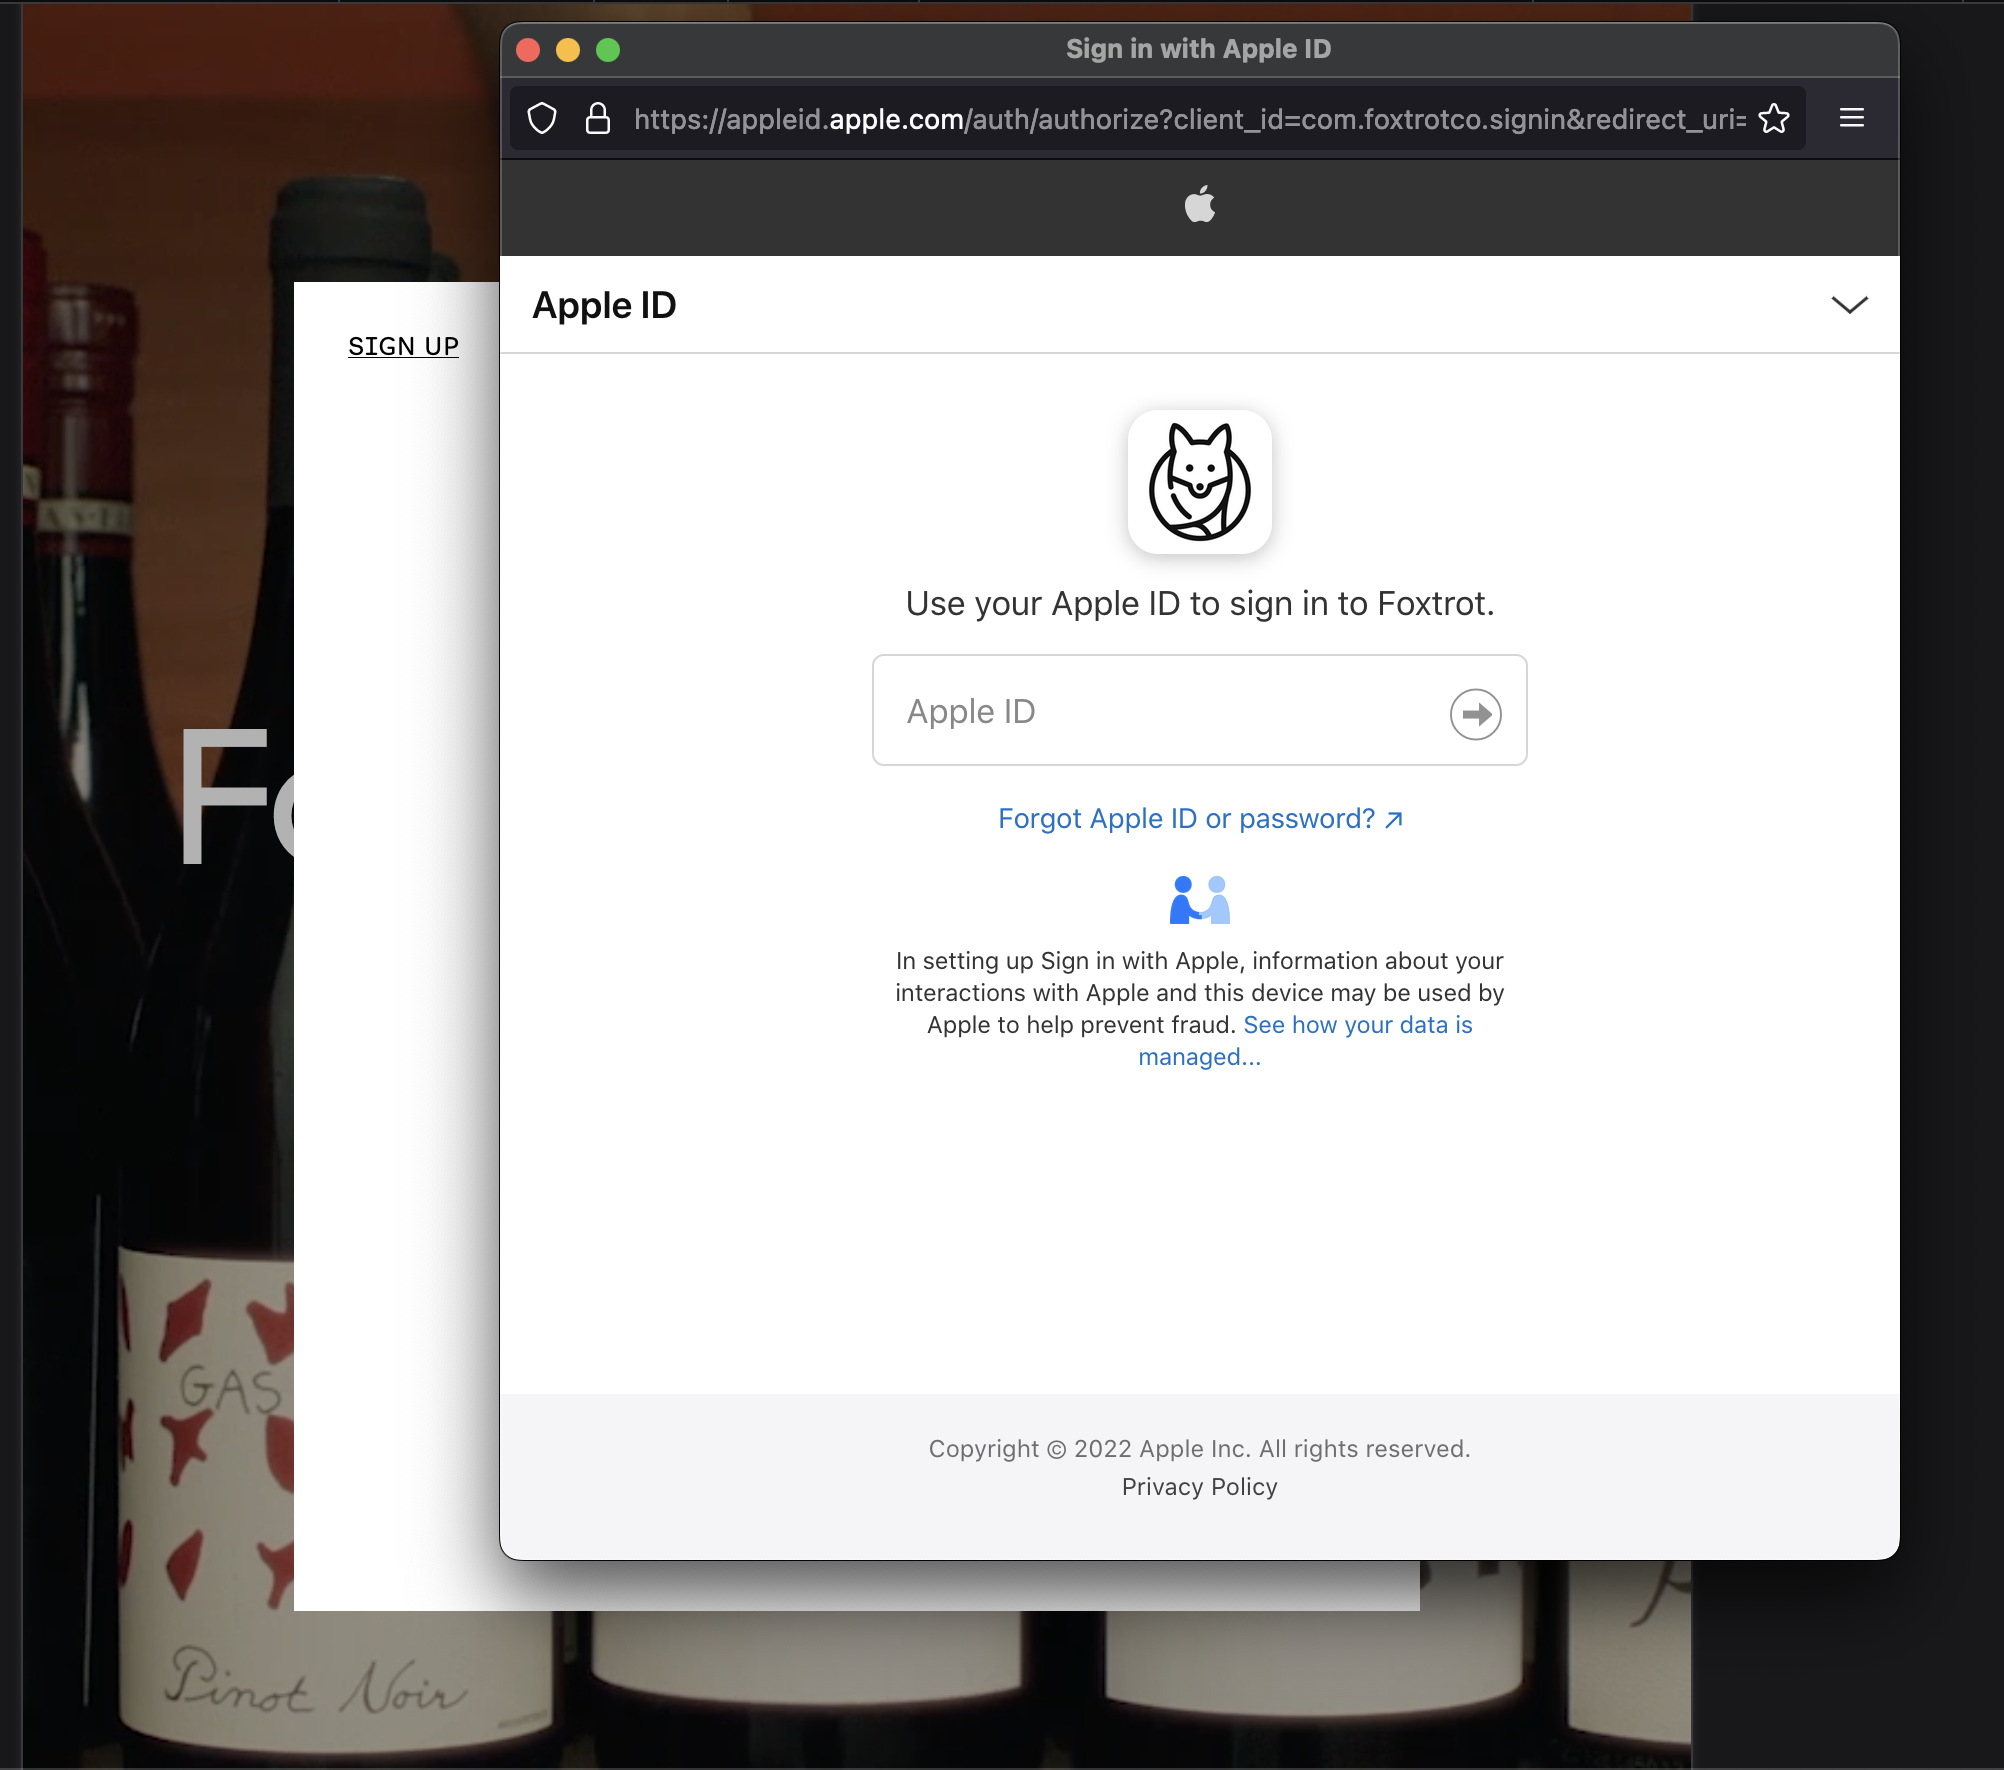 Sign in with Apple ID
https://appleid.apple.com/auth/authorize?client_id=com.foxtrotco.signin&redirect_uri=
Apple ID
SIGN UP
Use your Apple ID to sign in to Foxtrot.
Apple ID
Forgot Apple ID or password? ↗
Fo
In setting up Sign in with Apple, information about your
interactions with Apple and this device may be used by
Apple to help prevent fraud. See how your data is
managed...
GAS
Copyright © 2022 Apple Inc. All rights reserved.
Privacy Policy
Pinot Noir